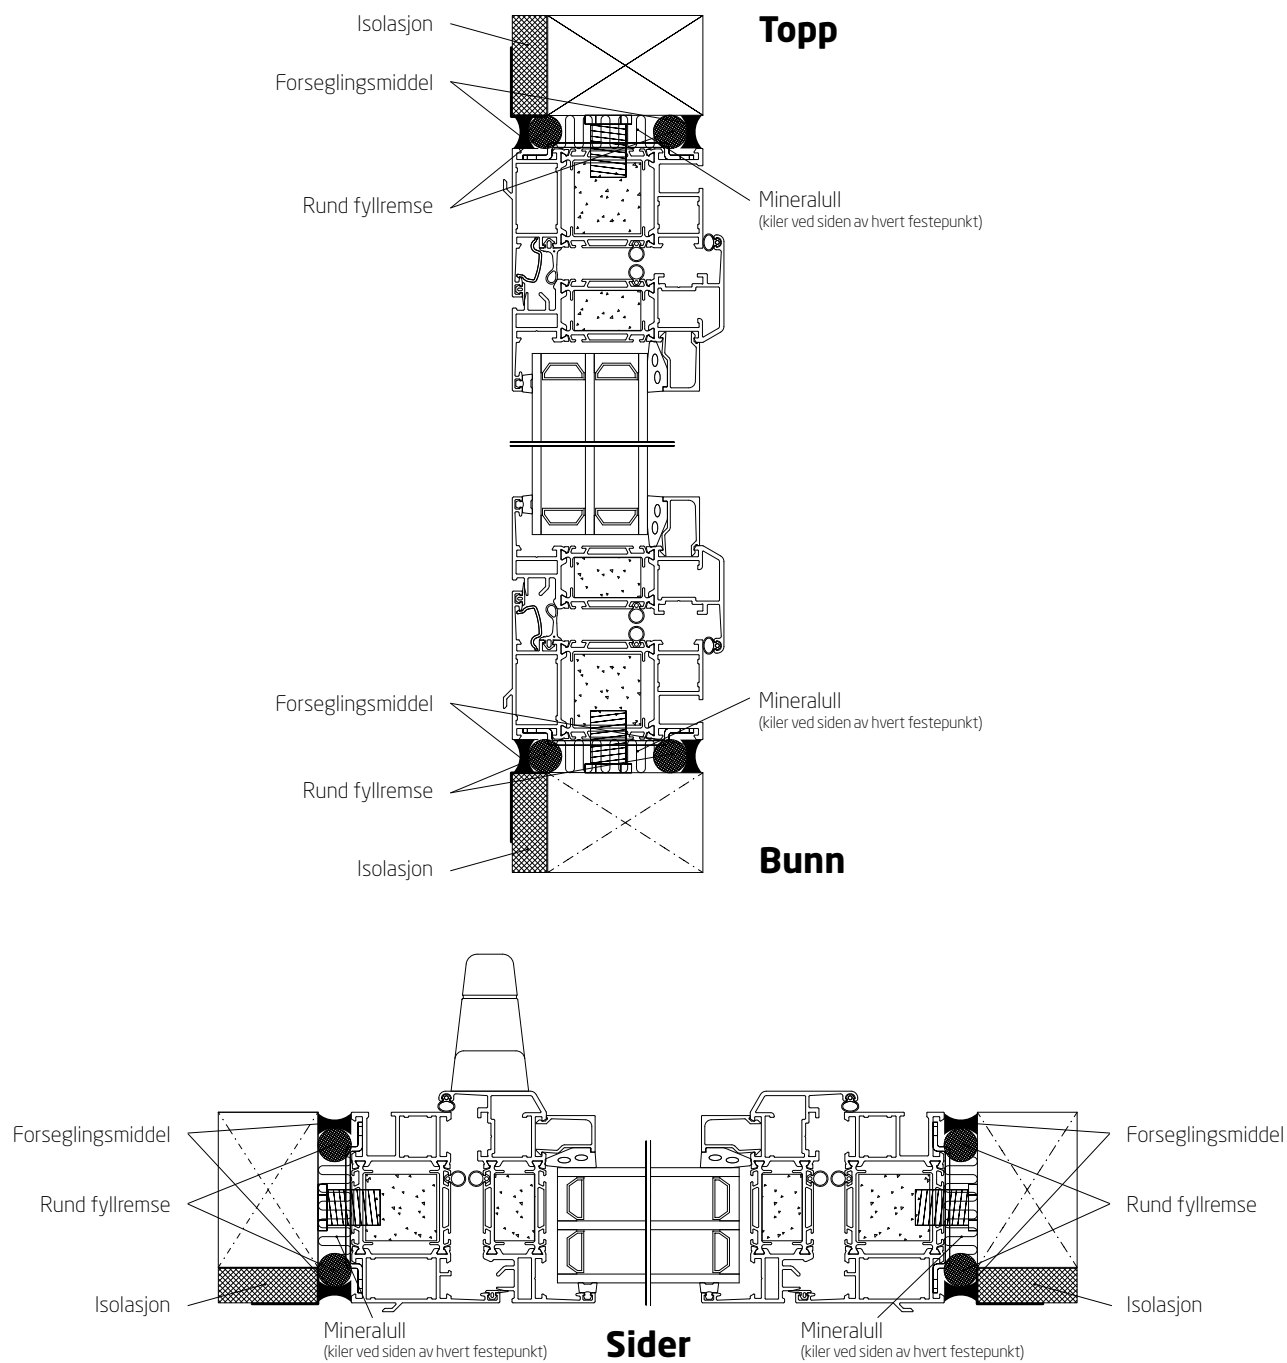 Isolasjon
Topp
Forseglingsmiddel
Rund fyllremse
Mineralull
(kiler ved siden av hvert festepunkt)
Forseglingsmiddel
Mineralull
(kiler ved siden av hvert festepunkt)
Rund fyllremse
Isolasjon
Bunn
Forseglingsmiddel
Forseglingsmiddel
Rund fyllremse
Rund fyllremse
Isolasjon
Isolasjon
Mineralull
(kiler ved siden av hvert festepunkt)
Sider
Mineralull
(kiler ved siden av hvert festepunkt)